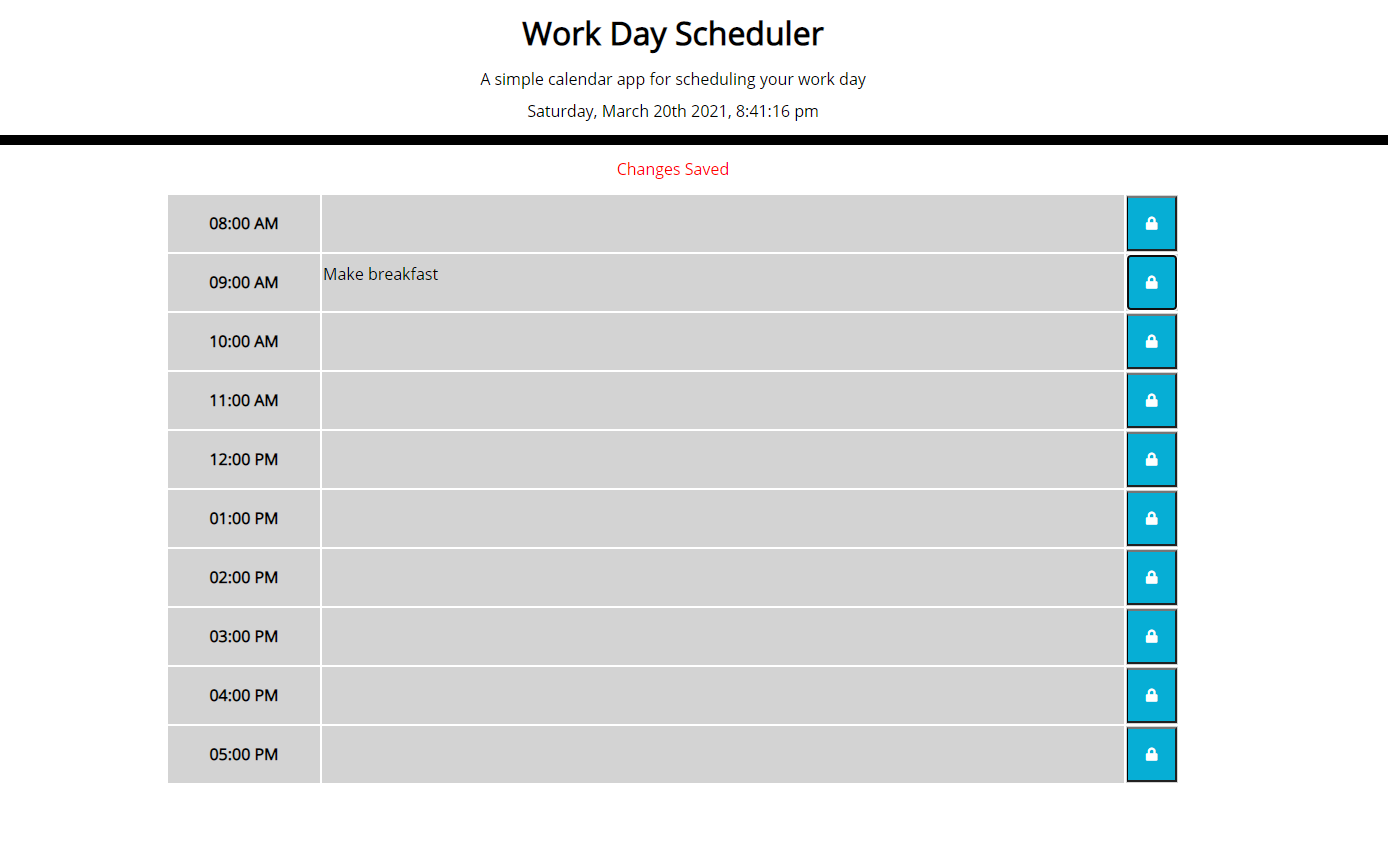 Work Day Scheduler
A simple calendar app for scheduling your work day
Saturday, March 20th 2021, 8:41:16 pm
Changes Saved
08:00 AM
09:00 AM Make breakfast
10:00 AM
11:00 AM
12:00 PM
01:00 PM
02:00 PM
03:00 PM
04:00 PM
05:00 PM